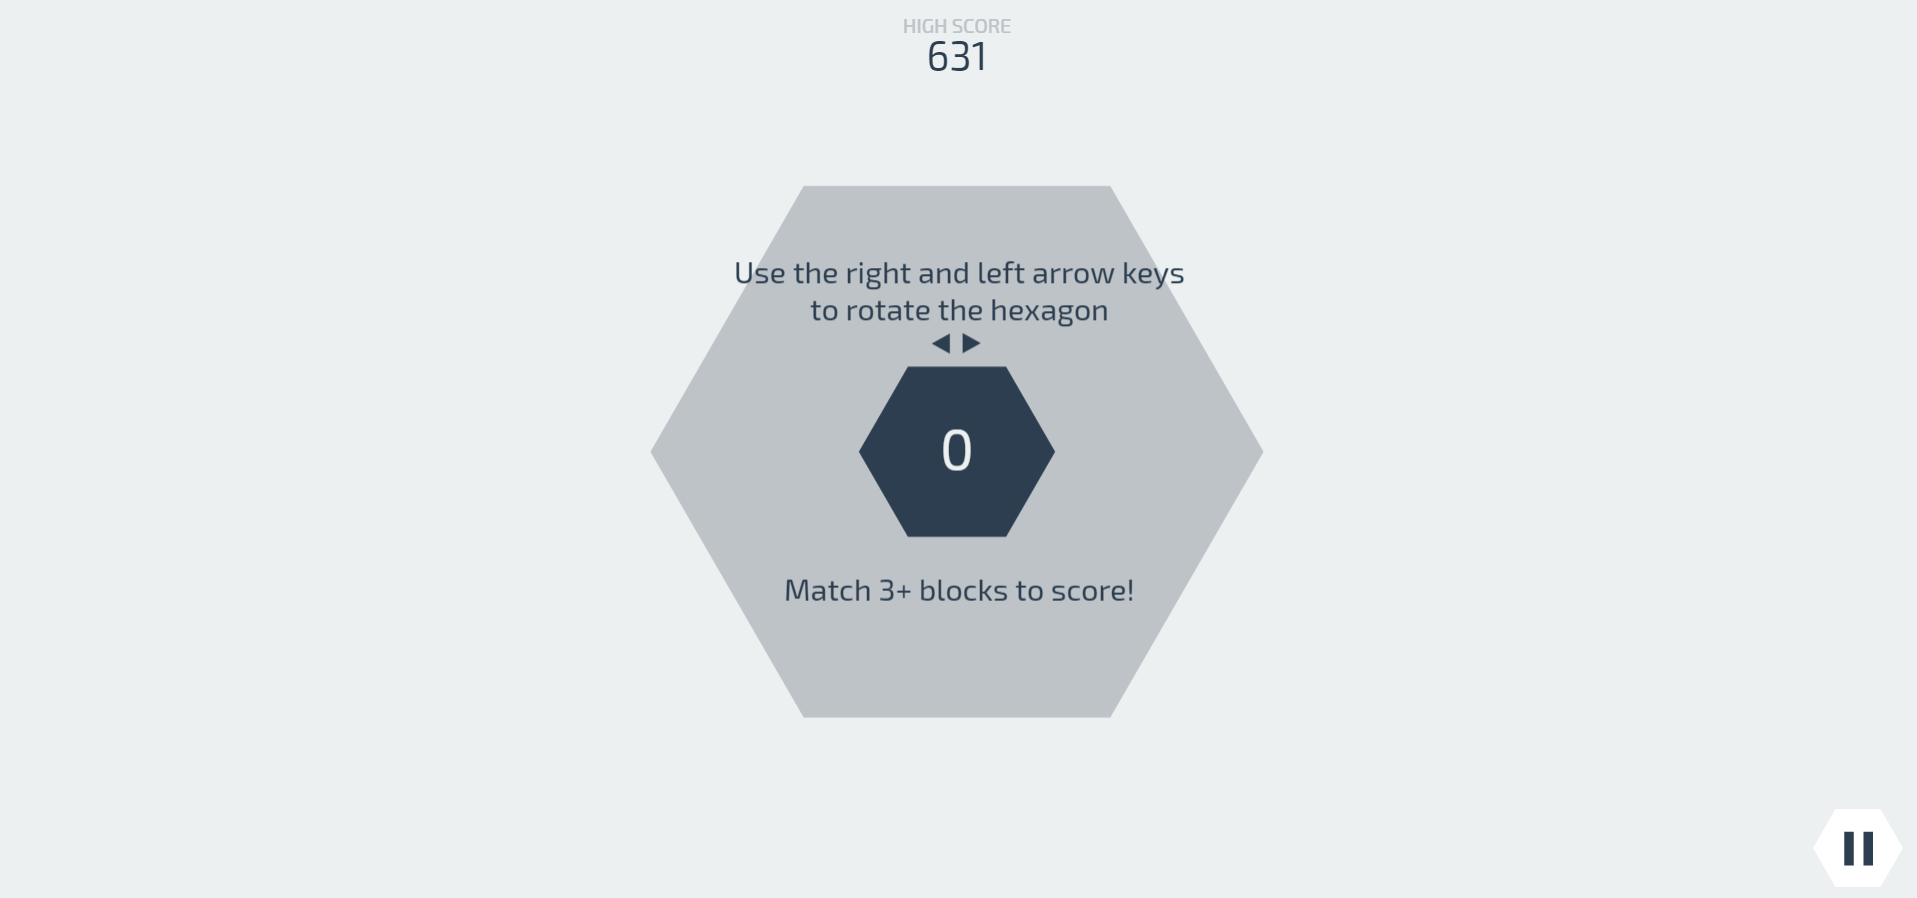 HIGH SCORE
631
Use the right and left arrow keys
to rotate the hexagon
0
Match 3+ blocks to score!